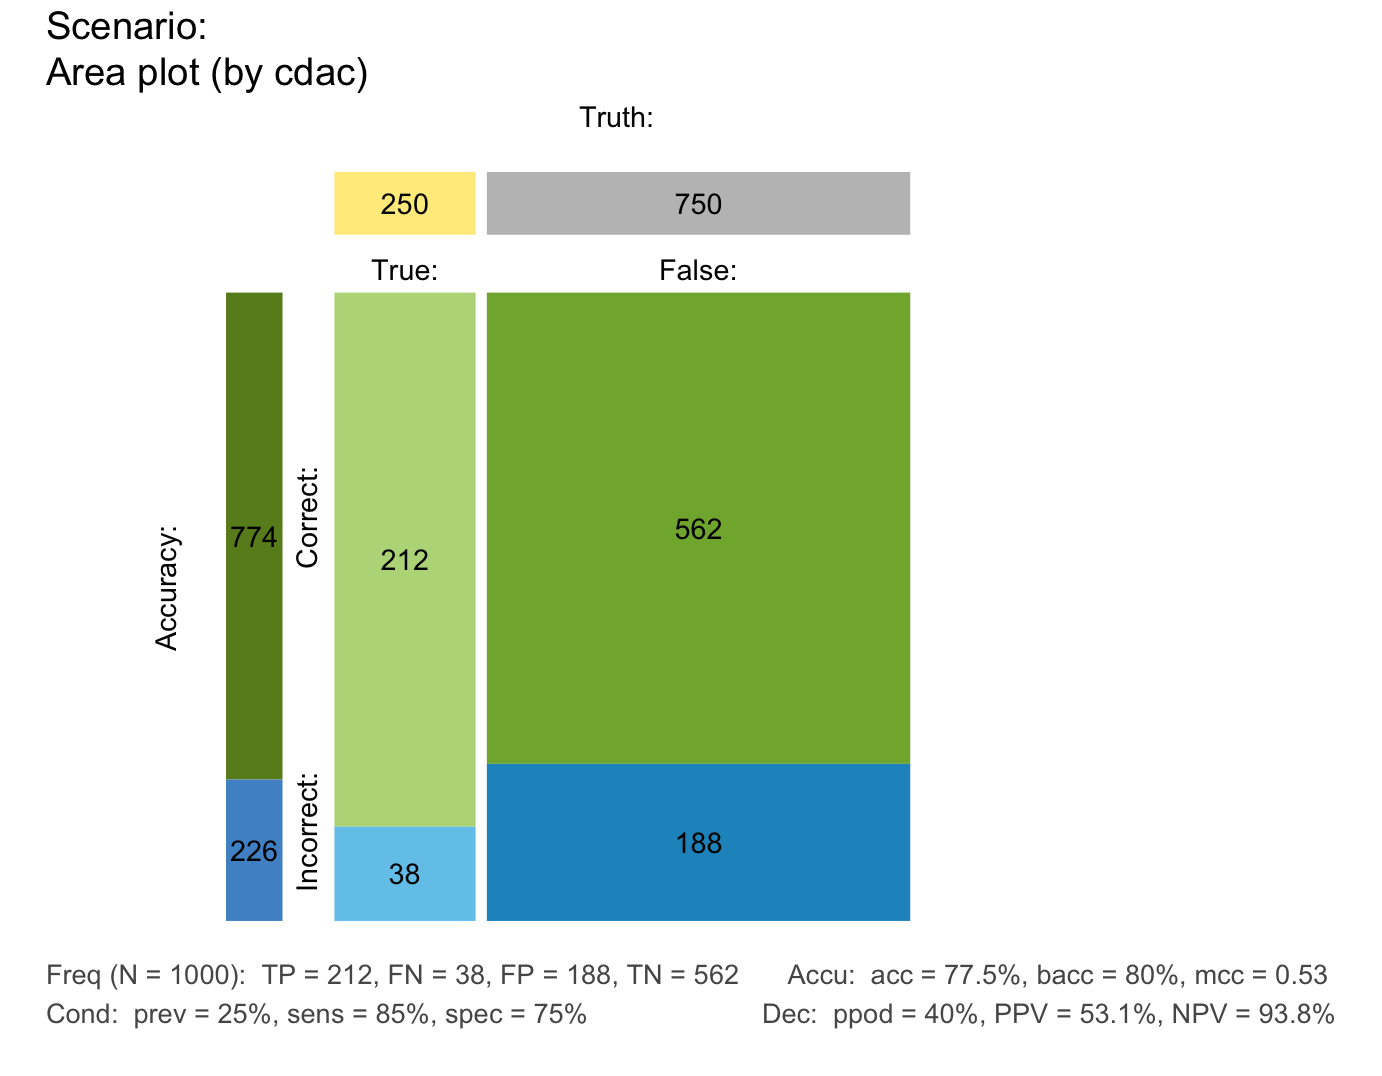 Scenario:
Area plot (by cdac)
Truth:
250 750
True: False:
Accuracy:
774
Correct:
212
562
226
Incorrect:
38
188
Freq (N = 1000):  TP = 212, FN = 38, FP = 188, TN = 562
Accu:  acc = 77.5%, bacc = 80%, mcc = 0.53
Cond:  prev = 25%, sens = 85%, spec = 75%
Dec:  ppod = 40%, PPV = 53.1%, NPV = 93.8%